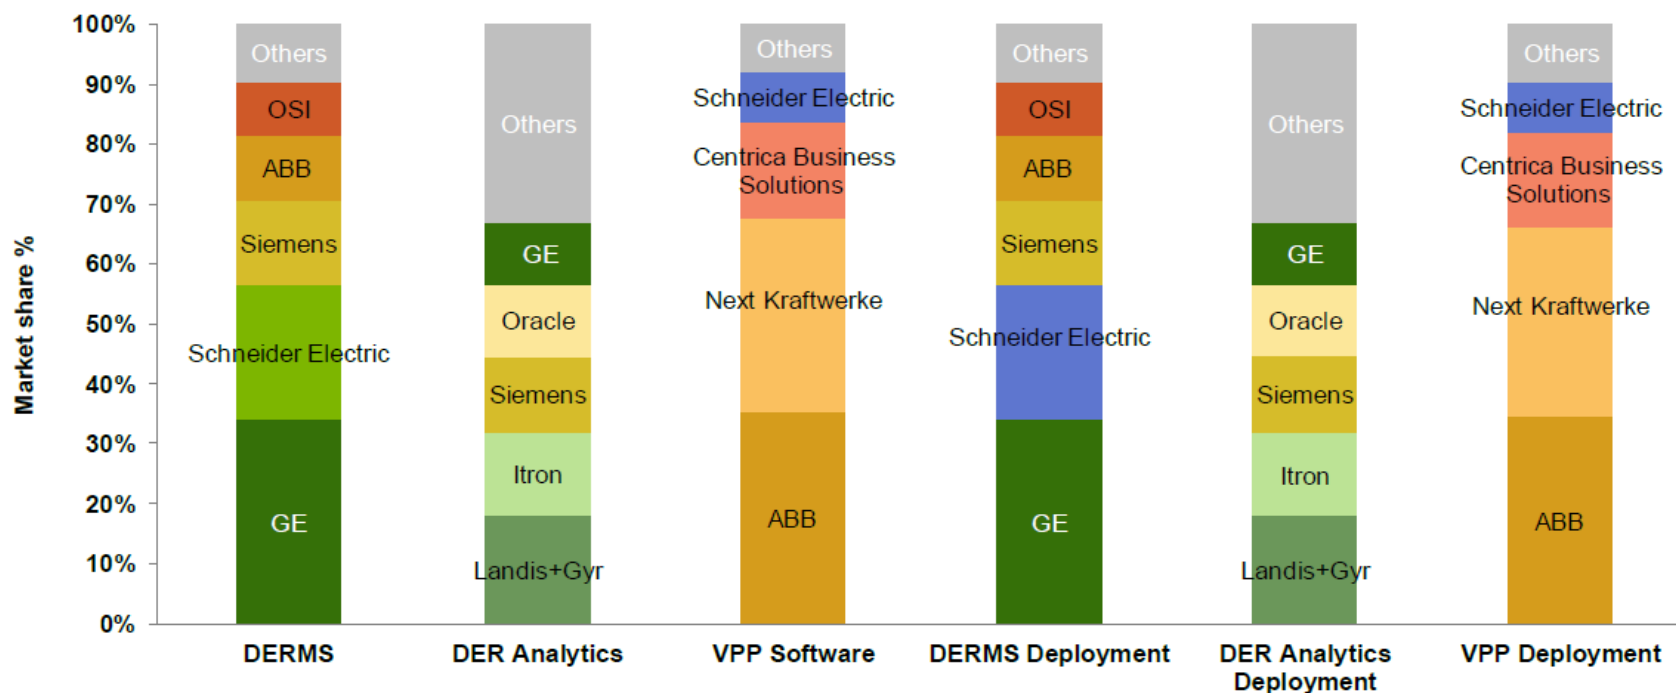 Market share %
100%
90%
80%
70%
60%
50%
40%
30%
20%
10%
0%
Others
OSI
ABB
Siemens
Schneider Electric
GE
DERMS
Others
GE
Oracle
Siemens
Itron
Landis+Gyr
DER Analytics
Others
Schneider Electric
Centrica Business
Solutions
Next Kraftwerke
ABB
VPP Software
Others
OSI
ABB
Siemens
Schneider Electric
GE
DERMS Deployment
Others
GE
Oracle
Siemens
Itron
Landis+Gyr
DER Analytics
Deployment
Others
Schneider Electric
Centrica Business
Solutions
Next Kraftwerke
ABB
VPP Deployment